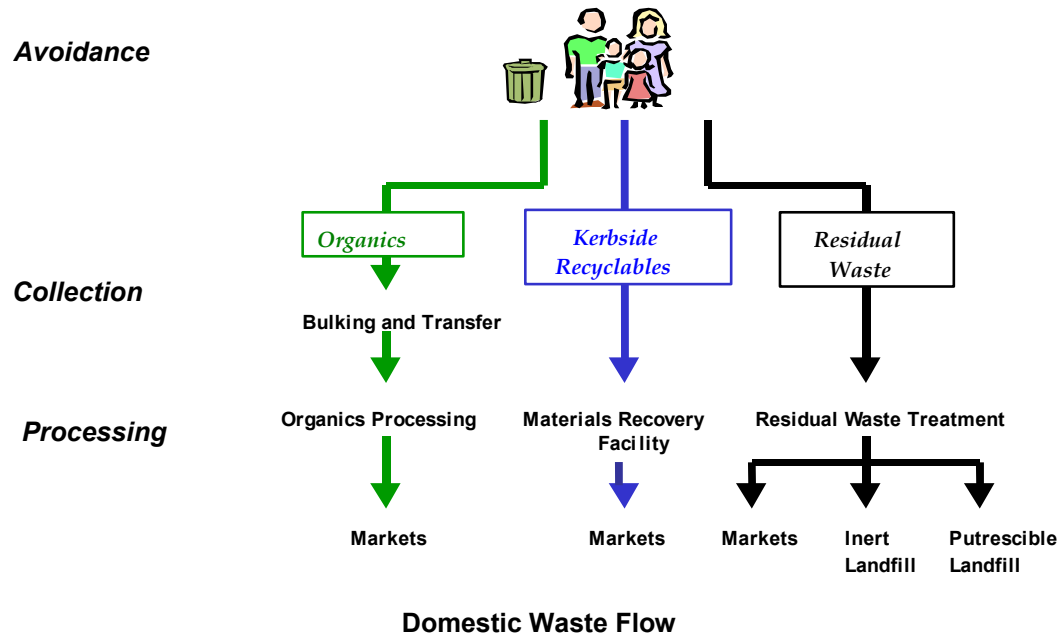 Avoidance
Organics
Kerbside
Recyclables
Residual
Waste
Collection
Bulking and Transfer
Processing
Organics Processing
Materials Recovery
Facility
Residual Waste Treatment
Markets
Markets
Markets
Inert
Landfill
Putrescible
Landfill
Domestic Waste Flow